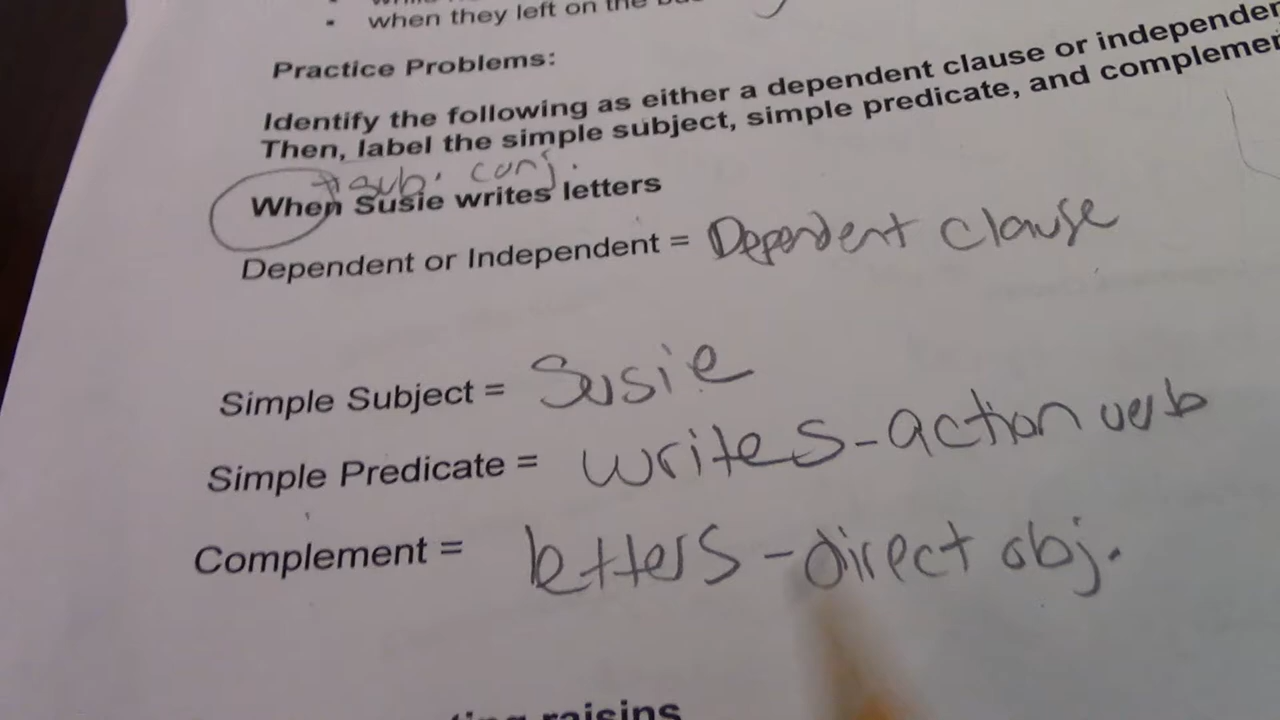 when they left on the
Practice Problems:
Identify the following as either a dependent clause or
Then, label the simple subject, simple predicate, and
sub. conj.
When Susie writes letters
Dependent or Independent = Dependent clause
Simple Subject = Susie
Simple Predicate = writes - action verb
Complement = letters - direct obj.
raisins